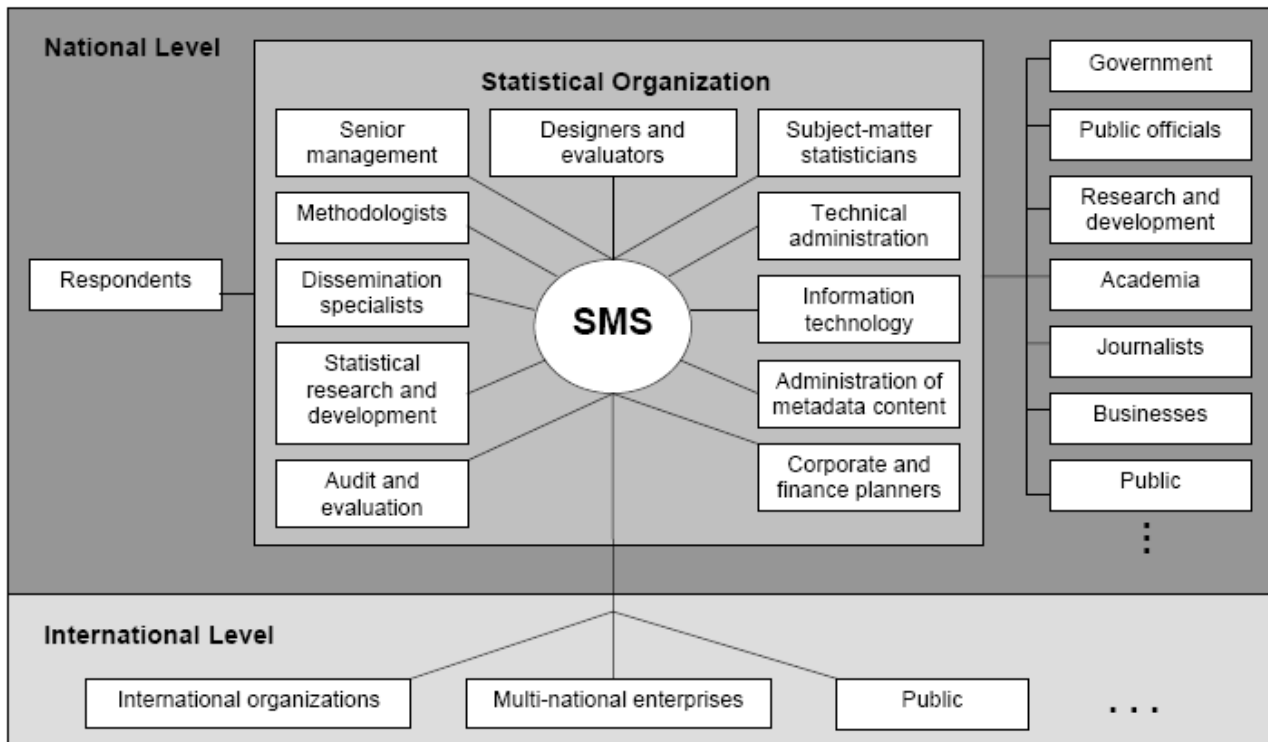 National Level
Statistical Organization
Senior
management
Designers and
evaluators
Subject-matter
statisticians
Methodologists
Technical
administration
Respondents
Dissemination
specialists
SMS
Information
technology
Statistical
research and
development
Administration of
metadata content
Audit and
evaluation
Corporate and
finance planners
Government
Public officials
Research and
development
Academia
Journalists
Businesses
Public
⋮
International Level
International organizations
Multi-national enterprises
Public
. . .